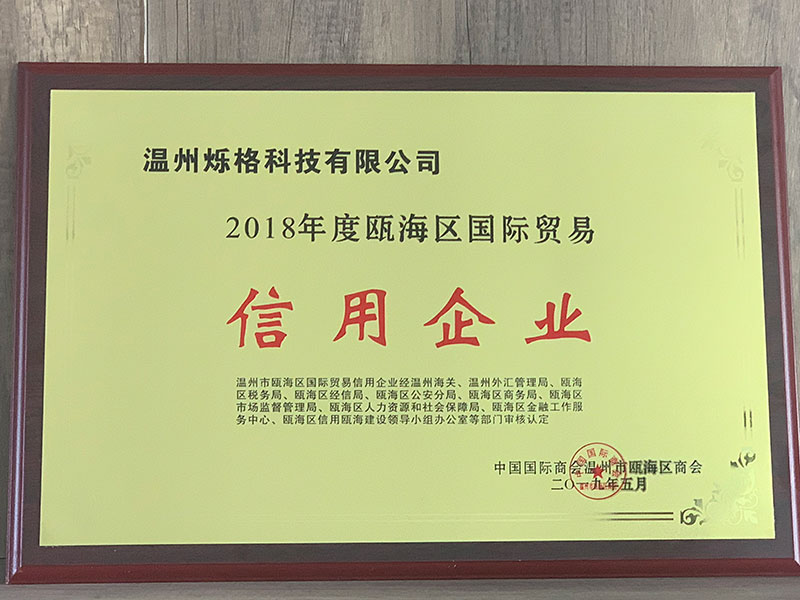 温州烁格科技有限公司
2018年度瓯海区国际贸易
信用企业
温州市瓯海区国际贸易信用企业经温州海关、温州外汇管理局、瓯海
区税务局、瓯海区经信局、瓯海区公安分局、瓯海区商务局、瓯海区
市场监督管理局、瓯海区人力资源和社会保障局、瓯海区金融工作服
务中心、瓯海区信用瓯海建设领导小组办公室等部门审核认定
中国国际商会温州市瓯海区商会
二〇一九年五月